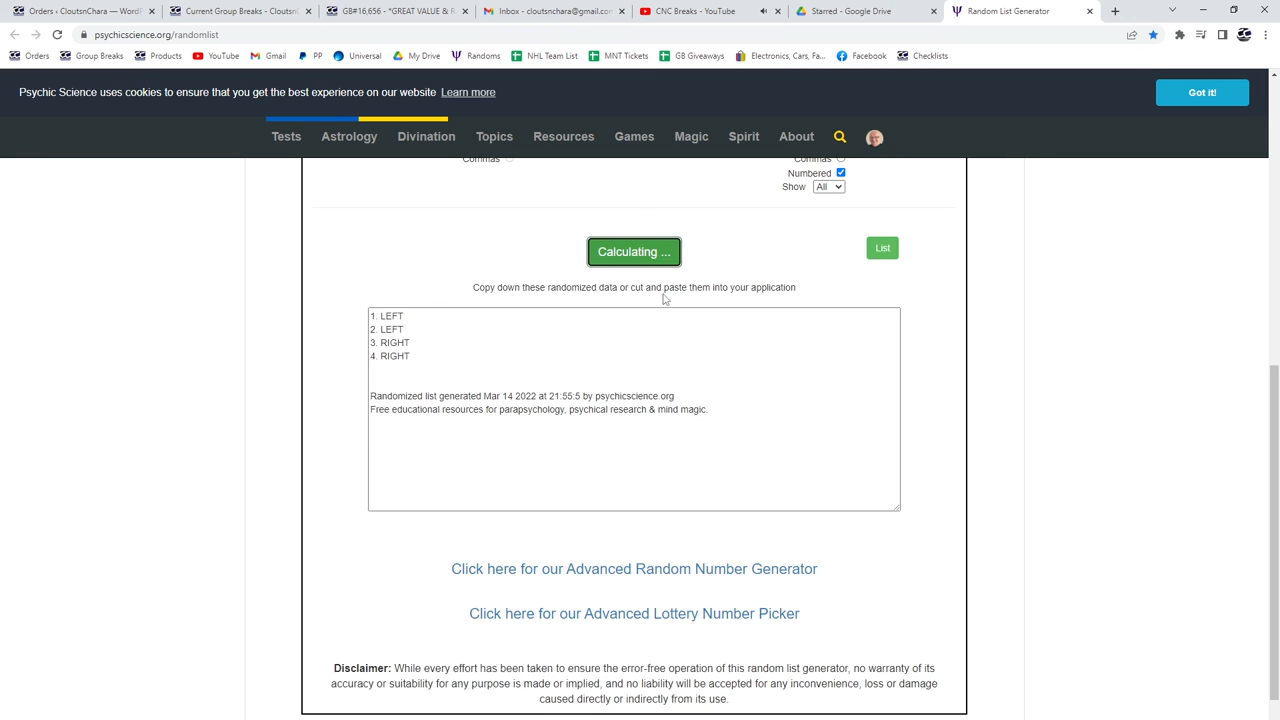 Orders ‹ CloutsnChara — WordP
Current Group Breaks - Cloutsn
GB#16,656 - *GREAT VALUE & R
Inbox - cloutsnchara@gmail.com
CNC Breaks - YouTube
Starred - Google Drive
Random List Generator
psychicscience.org/randomlist
Orders
Group Breaks
Products
YouTube
Gmail
PP
Universal
My Drive
Randoms
NHL Team List
MNT Tickets
GB Giveaways
Electronics, Cars, Fa...
Facebook
Checklists
Psychic Science uses cookies to ensure that you get the best experience on our website Learn more
Got it!
Tests
Astrology
Divination
Topics
Resources
Games
Magic
Spirit
About
Commas
Commas
Numbered
Show All
Calculating ...
List
Copy down these randomized data or cut and paste them into your application
1. LEFT
2. LEFT
3. RIGHT
4. RIGHT
Randomized list generated Mar 14 2022 at 21:55:5 by psychicscience.org
Free educational resources for parapsychology, psychical research & mind magic.
Click here for our Advanced Random Number Generator
Click here for our Advanced Lottery Number Picker
Disclaimer: While every effort has been taken to ensure the error-free operation of this random list generator, no warranty of its
accuracy or suitability for any purpose is made or implied, and no liability will be accepted for any inconvenience, loss or damage
caused directly or indirectly from its use.